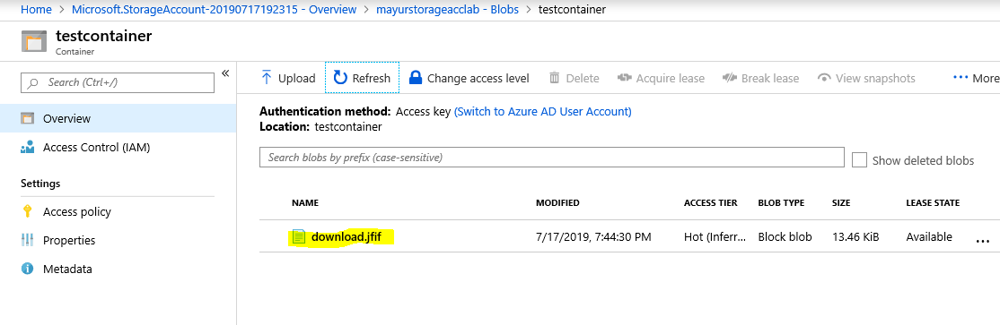 Home > Microsoft.StorageAccount-20190717192315 - Overview > mayurstorageacclab - Blobs > testcontainer
testcontainer
Container
Search (Ctrl+/)
«
Upload Refresh Change access level Delete Acquire lease Break lease View snapshots ··· More
Overview
Access Control (IAM)
Settings
Access policy
Properties
Metadata
Authentication method: Access key (Switch to Azure AD User Account)
Location: testcontainer
Search blobs by prefix (case-sensitive)
Show deleted blobs
NAME MODIFIED ACCESS TIER BLOB TYPE SIZE LEASE STATE
download.jfif 7/17/2019, 7:44:30 PM Hot (Inferr... Block blob 13.46 KiB Available ...